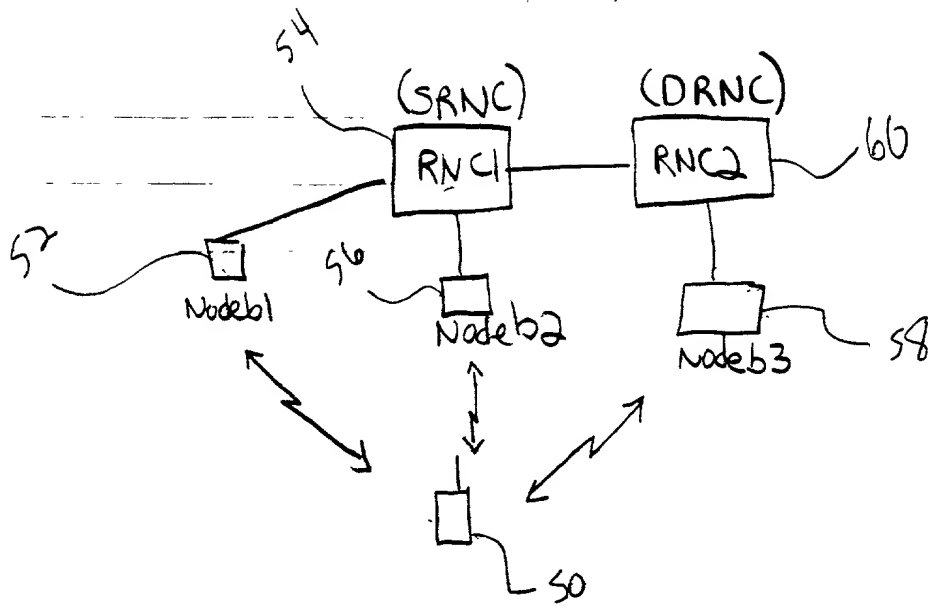 54
(SRNC) (DRNC)
RNC1 RNC2 60
52 56
Nodeb1 Nodeb2 58
Nodeb3
50